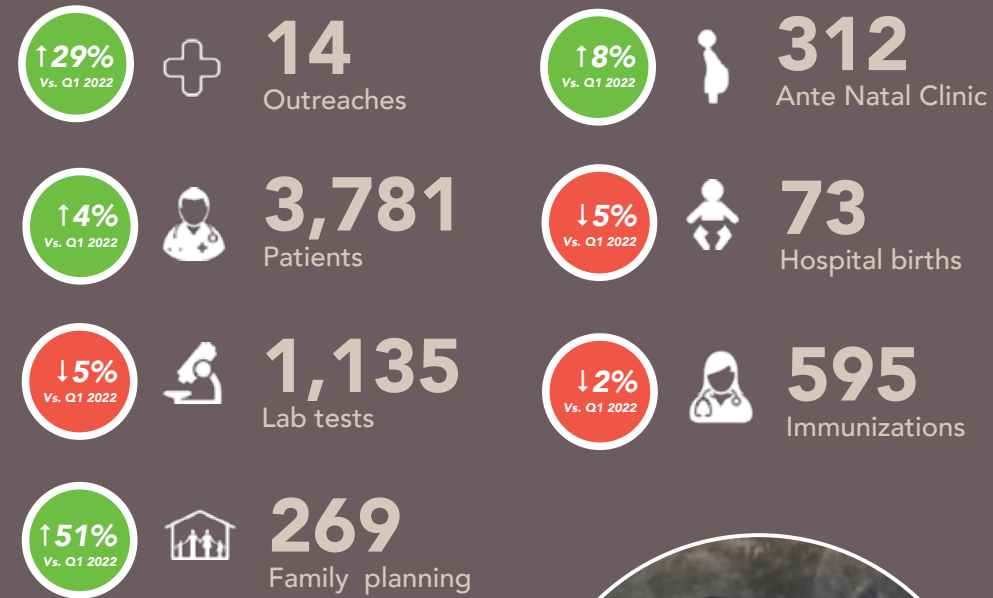 ↑29%
Vs. Q1 2022
14
Outreaches
↑8%
Vs. Q1 2022
312
Ante Natal Clinic
↑4%
Vs. Q1 2022
3,781
Patients
↓5%
Vs. Q1 2022
73
Hospital births
↓5%
Vs. Q1 2022
1,135
Lab tests
↓2%
Vs. Q1 2022
595
Immunizations
↑51%
Vs. Q1 2022
269
Family planning